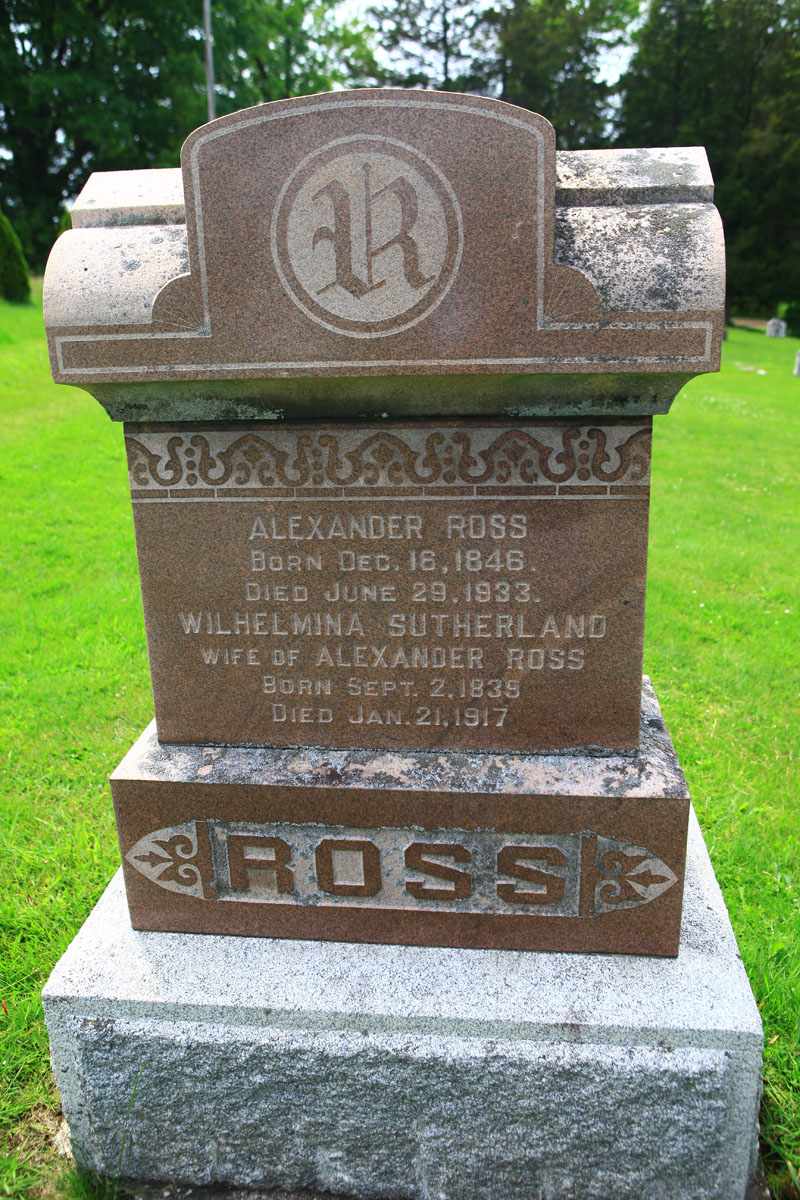 R
ALEXANDER ROSS
BORN DEC. 16, 1846.
DIED JUNE 29, 1933.
WILHELMINA SUTHERLAND
WIFE OF ALEXANDER ROSS
BORN SEPT. 2, 1839
DIED JAN. 21, 1917
ROSS